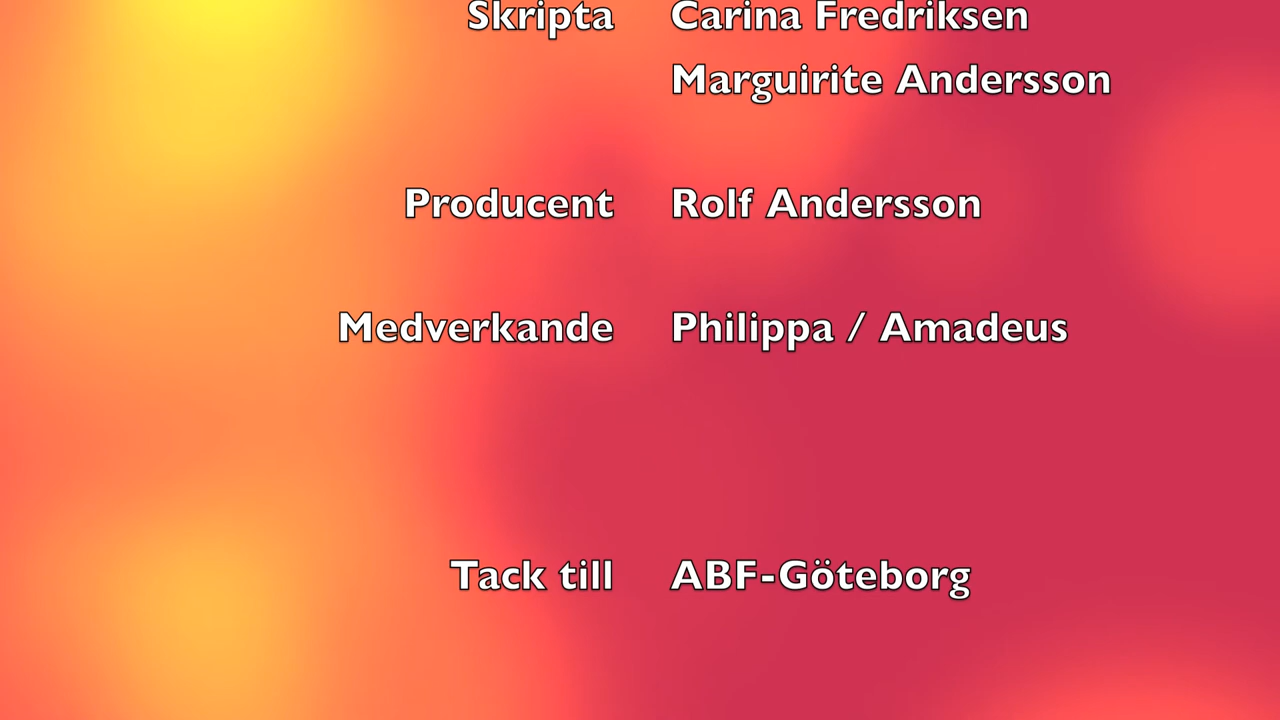 Skripta Carina Fredriksen
Marguirite Andersson
Producent Rolf Andersson
Medverkande Philippa / Amadeus
Tack till ABF-Göteborg